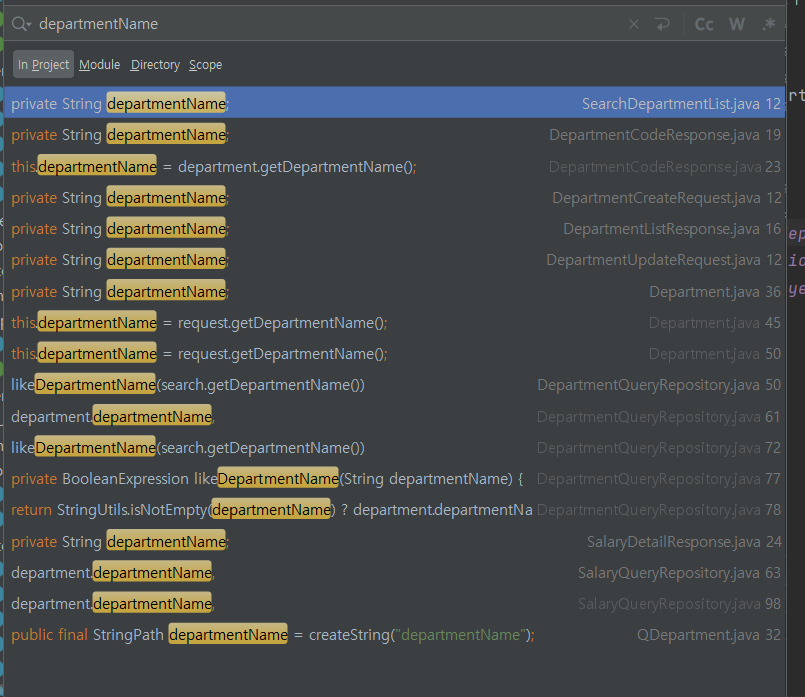 departmentName
Cc W .*
In Project Module Directory Scope
private String departmentName; SearchDepartmentList.java 12
private String departmentName; DepartmentCodeResponse.java 19
this.departmentName = department.getDepartmentName(); DepartmentCodeResponse.java 23
private String departmentName; DepartmentCreateRequest.java 12
private String departmentName; DepartmentListResponse.java 16
private String departmentName; DepartmentUpdateRequest.java 12
private String departmentName; Department.java 36
this.departmentName = request.getDepartmentName(); Department.java 45
this.departmentName = request.getDepartmentName(); Department.java 50
likeDepartmentName(search.getDepartmentName()) DepartmentQueryRepository.java 50
department.departmentName, DepartmentQueryRepository.java 61
likeDepartmentName(search.getDepartmentName()) DepartmentQueryRepository.java 72
private BooleanExpression likeDepartmentName(String departmentName) { DepartmentQueryRepository.java 77
return StringUtils.isNotEmpty(departmentName) ? department.departmentNa DepartmentQueryRepository.java 78
private String departmentName; SalaryDetailResponse.java 24
department.departmentName, SalaryQueryRepository.java 63
department.departmentName, SalaryQueryRepository.java 98
public final StringPath departmentName = createString("departmentName"); QDepartment.java 32